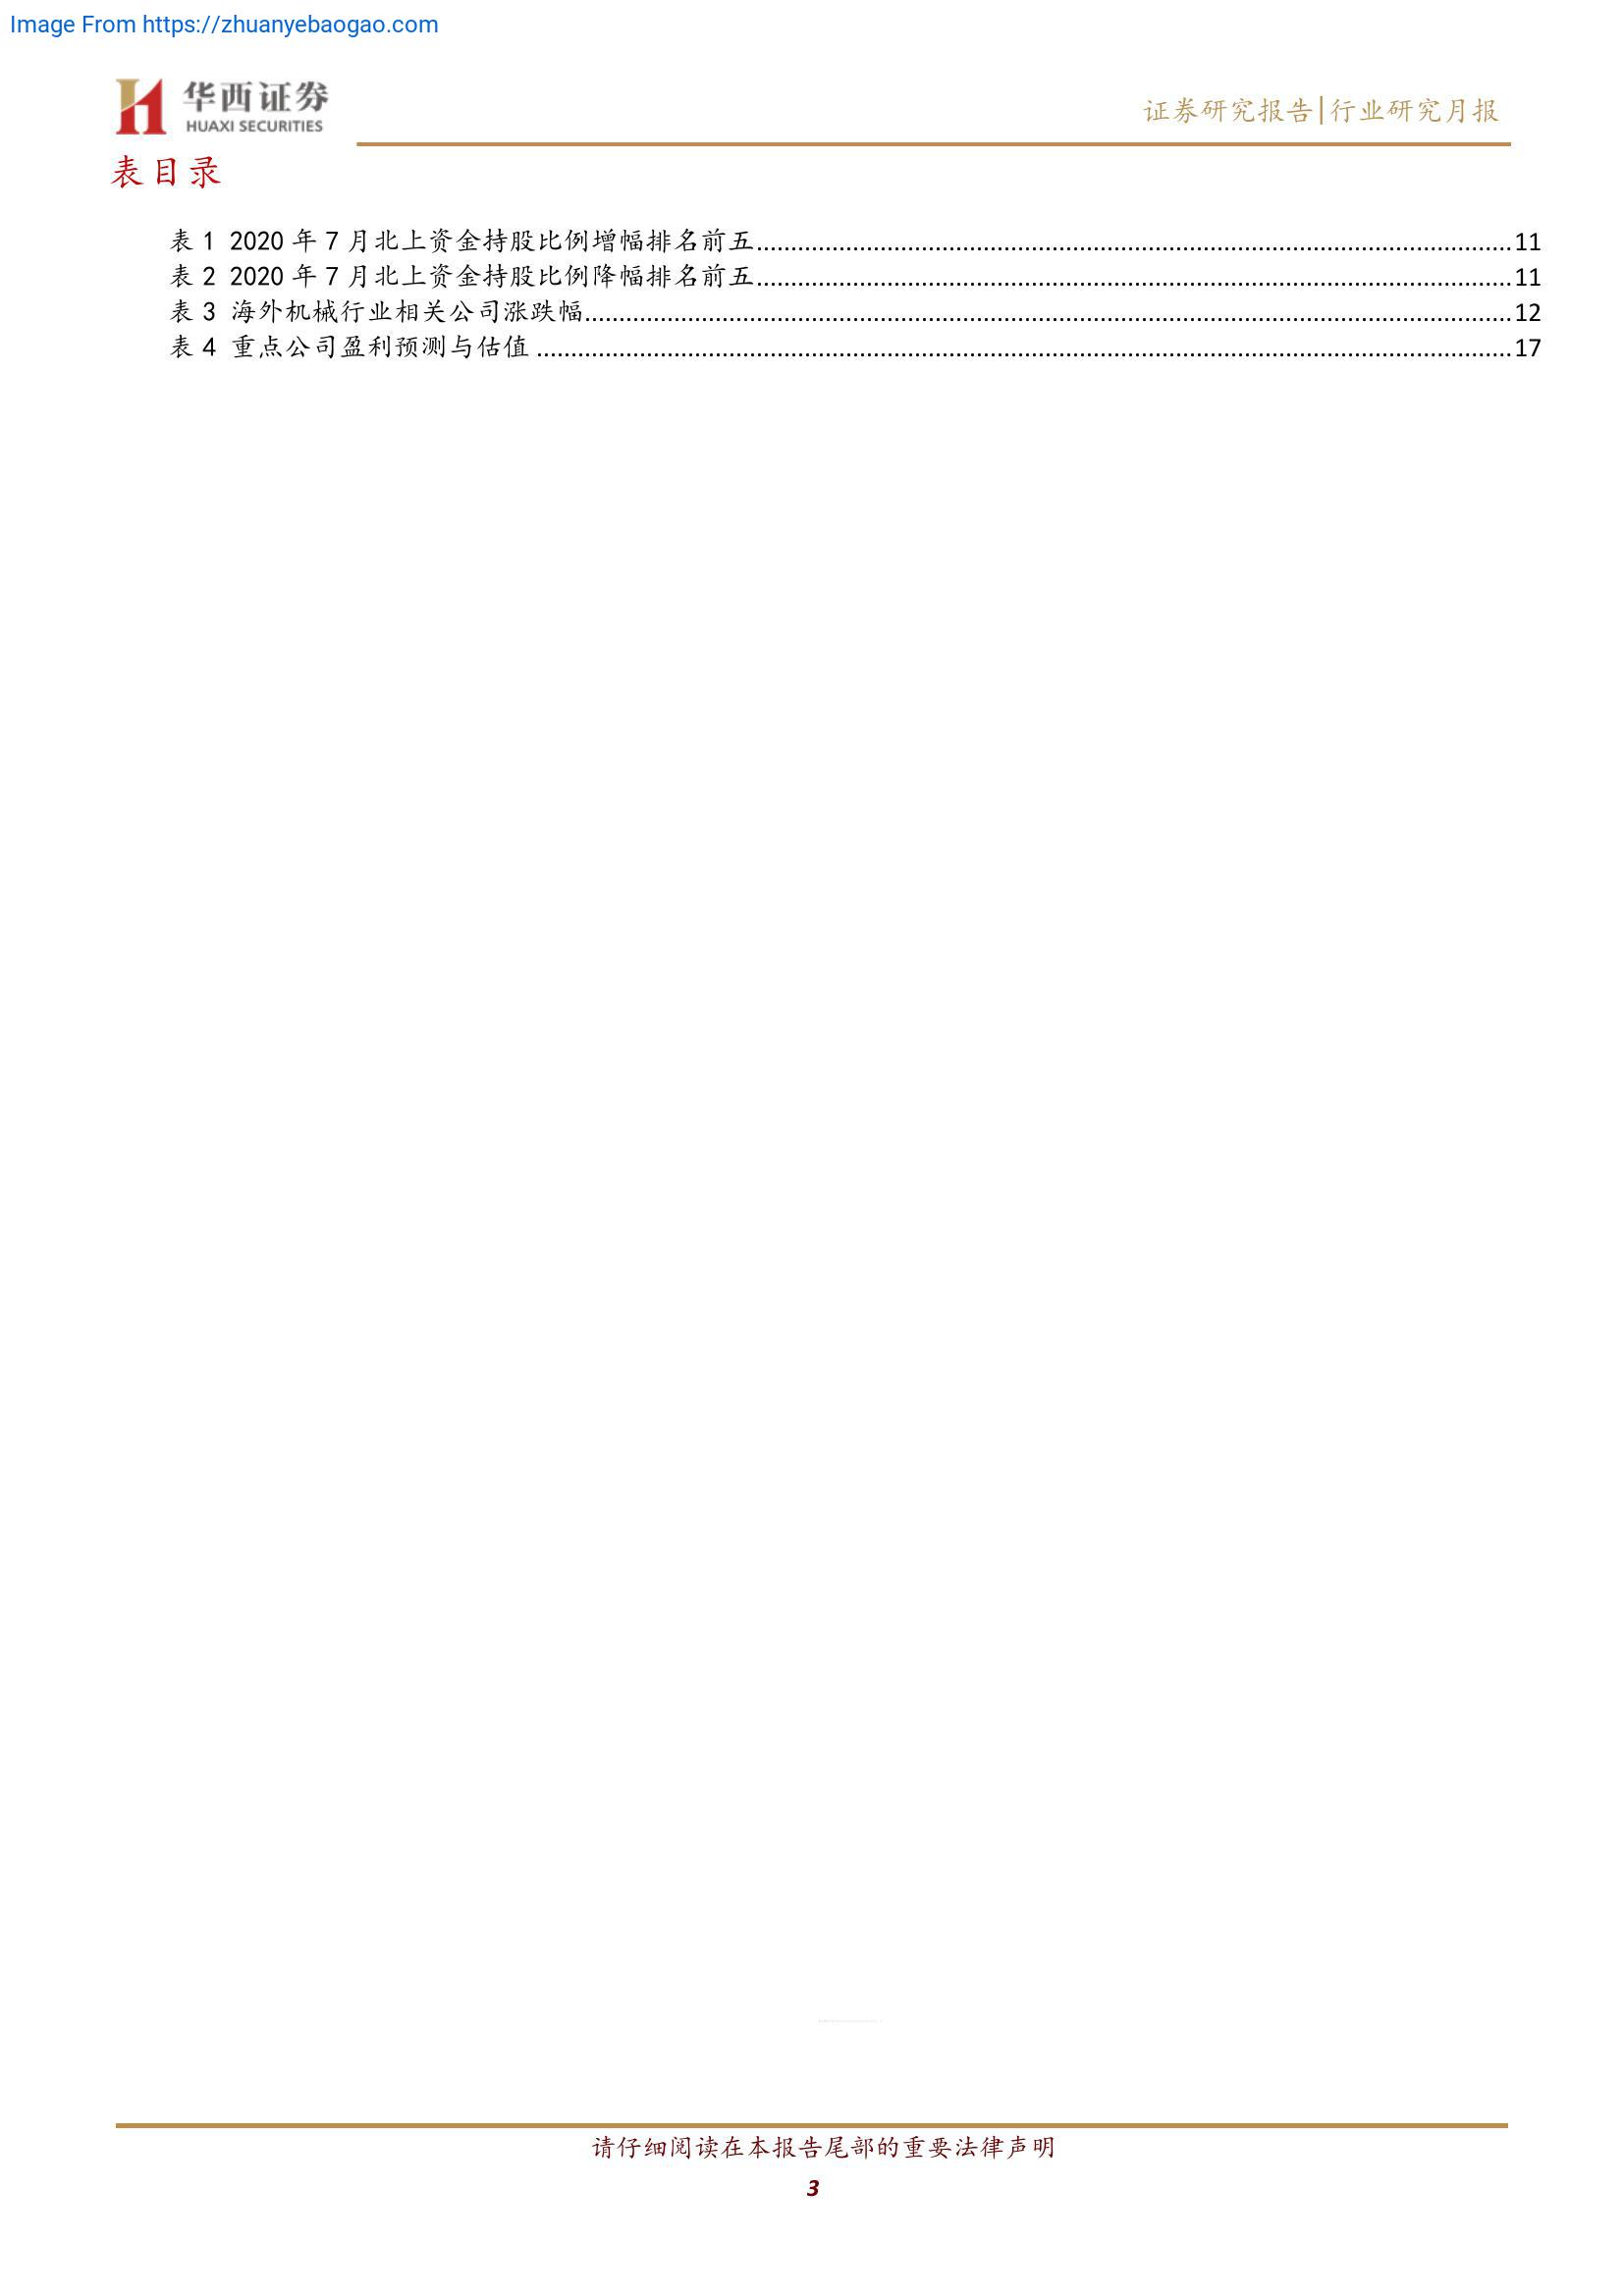 Image From https://zhuanyebaogao.com
华西证券
HUAXI SECURITIES
证券研究报告|行业研究月报
表目录
表 1 2020 年 7 月北上资金持股比例增幅排名前五 11
表 2 2020 年 7 月北上资金持股比例降幅排名前五 11
表 3 海外机械行业相关公司涨跌幅 12
表 4 重点公司盈利预测与估值 17
请仔细阅读在本报告尾部的重要法律声明
3